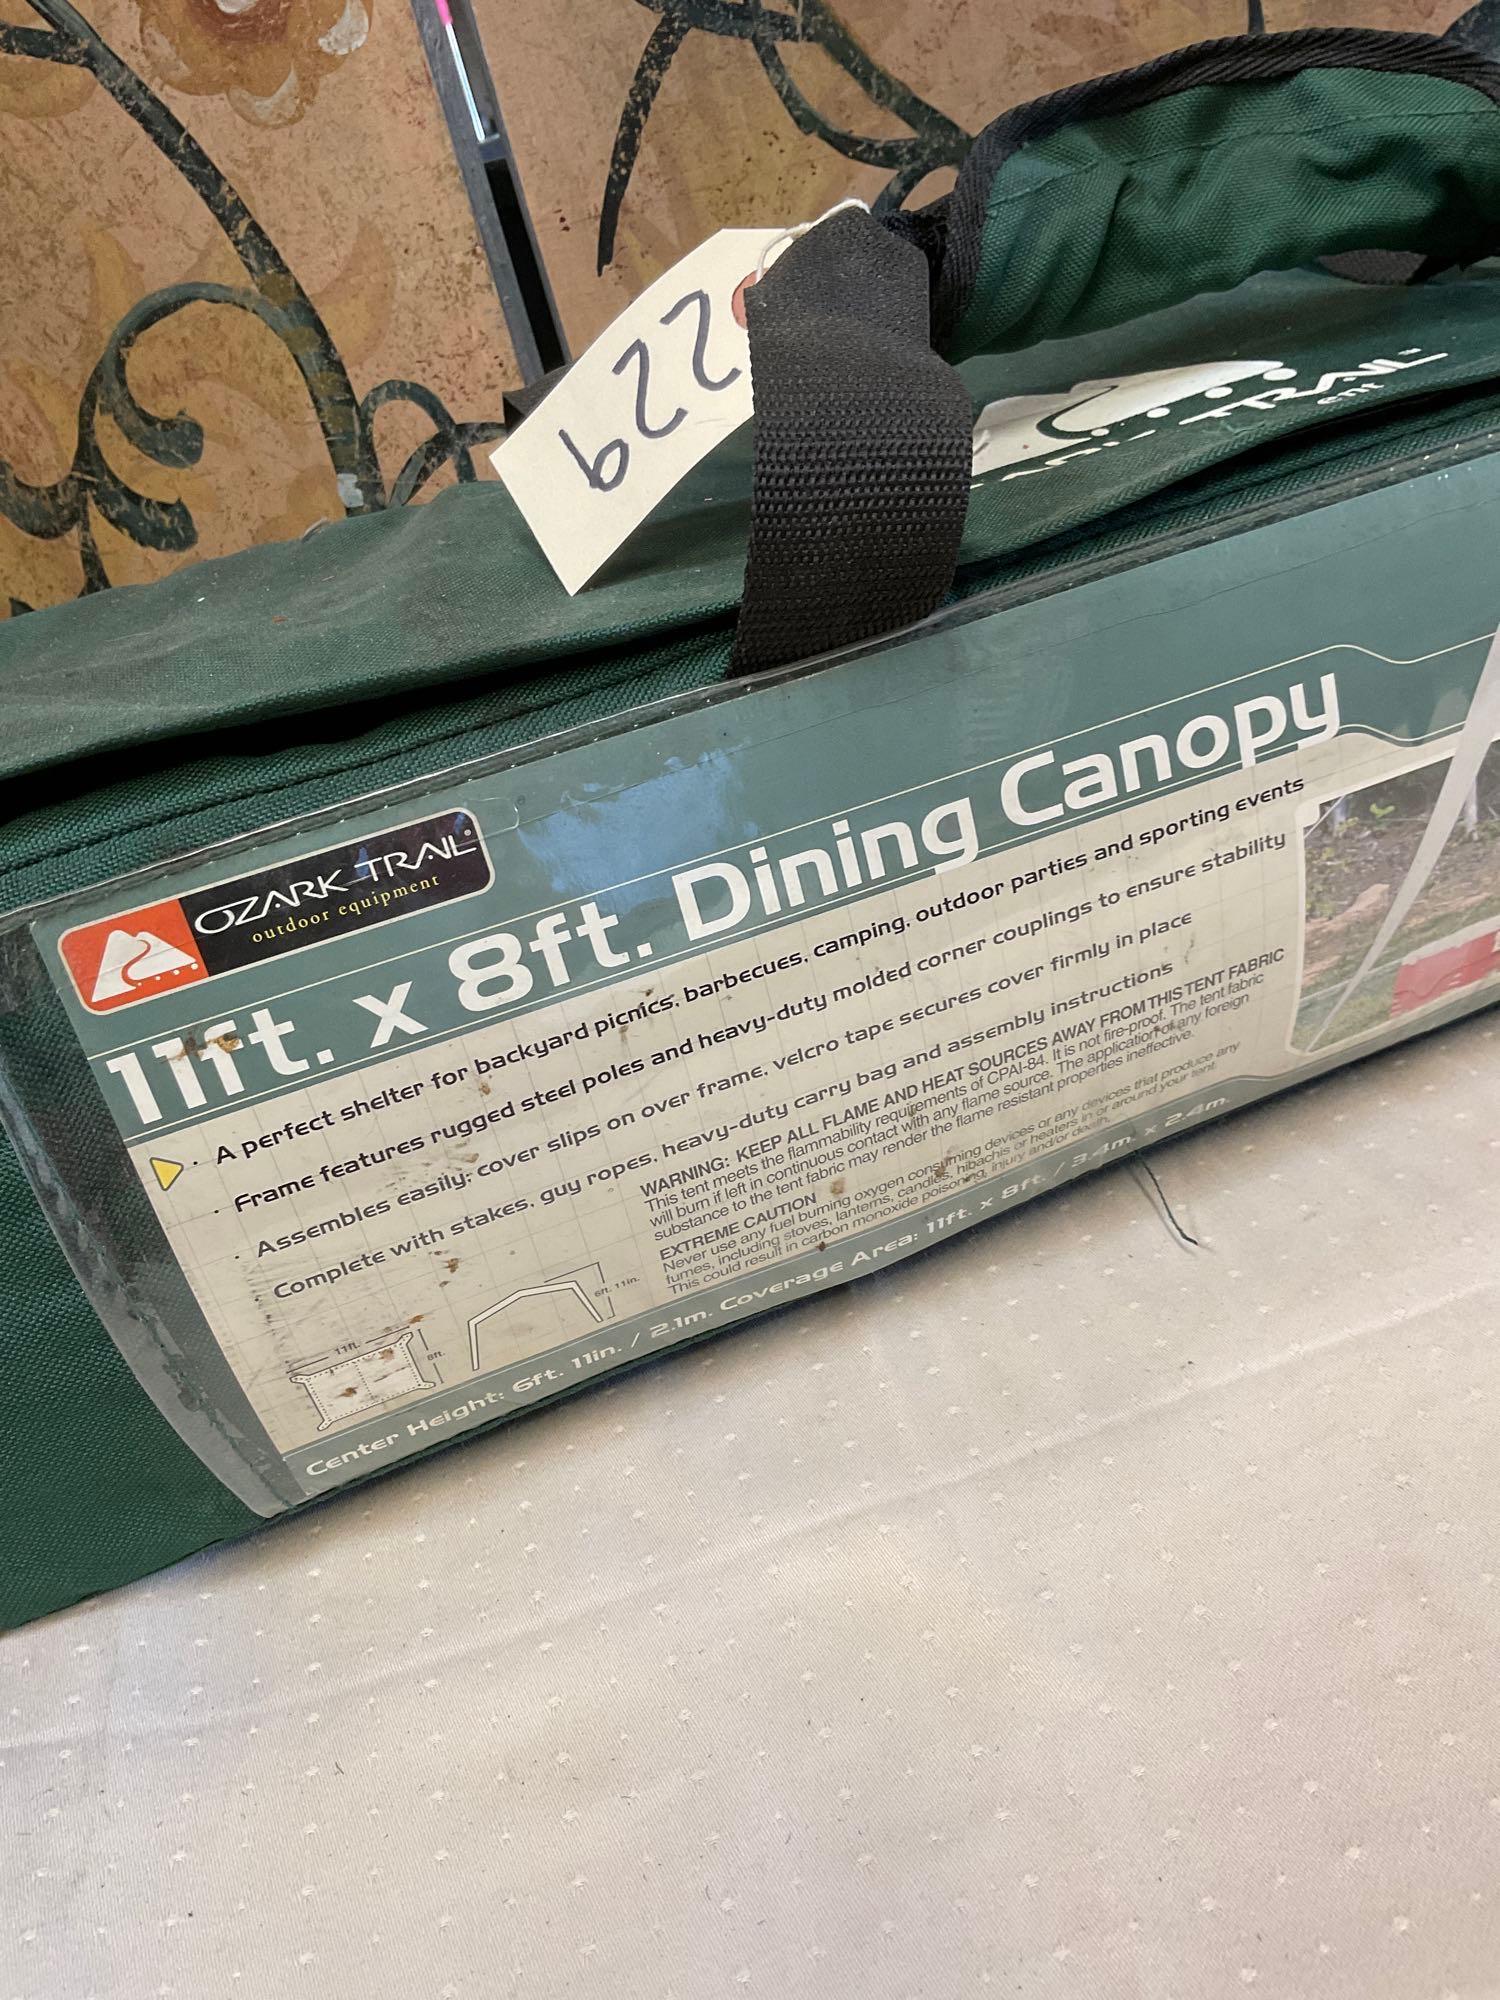 229
TRAIL™
OZARK TRAIL®
outdoor equipment
11ft. x 8ft. Dining Canopy
· A perfect shelter for backyard picnics, barbecues, camping, outdoor parties and sporting events
· Frame features rugged steel poles and heavy-duty molded corner couplings to ensure stability
· Assembles easily; cover slips on over frame, velcro tape secures cover firmly in place
Complete with stakes, guy ropes, heavy-duty carry bag and assembly instructions
WARNING: KEEP ALL FLAME AND HEAT SOURCES AWAY FROM THIS TENT FABRIC
This tent meets the flammability requirements of CPAI-84. It is not fire-proof. The tent fabric
will burn if left in continuous contact with any flame source. The application of any foreign
substance to the tent fabric may render the flame resistant properties ineffective.
EXTREME CAUTION
Never use any fuel burning oxygen consuming devices or any devices that produce any
fumes, including stoves, lanterns, candles, hibachis or heaters in or around your tent.
This could result in carbon monoxide poisoning, injury and/or death.
11ft.
8ft.
6ft. 11in.
Center Height: 6ft. 11in. / 2.1m. Coverage Area: 11ft. x 8ft. / 3.4m. x 2.4m.